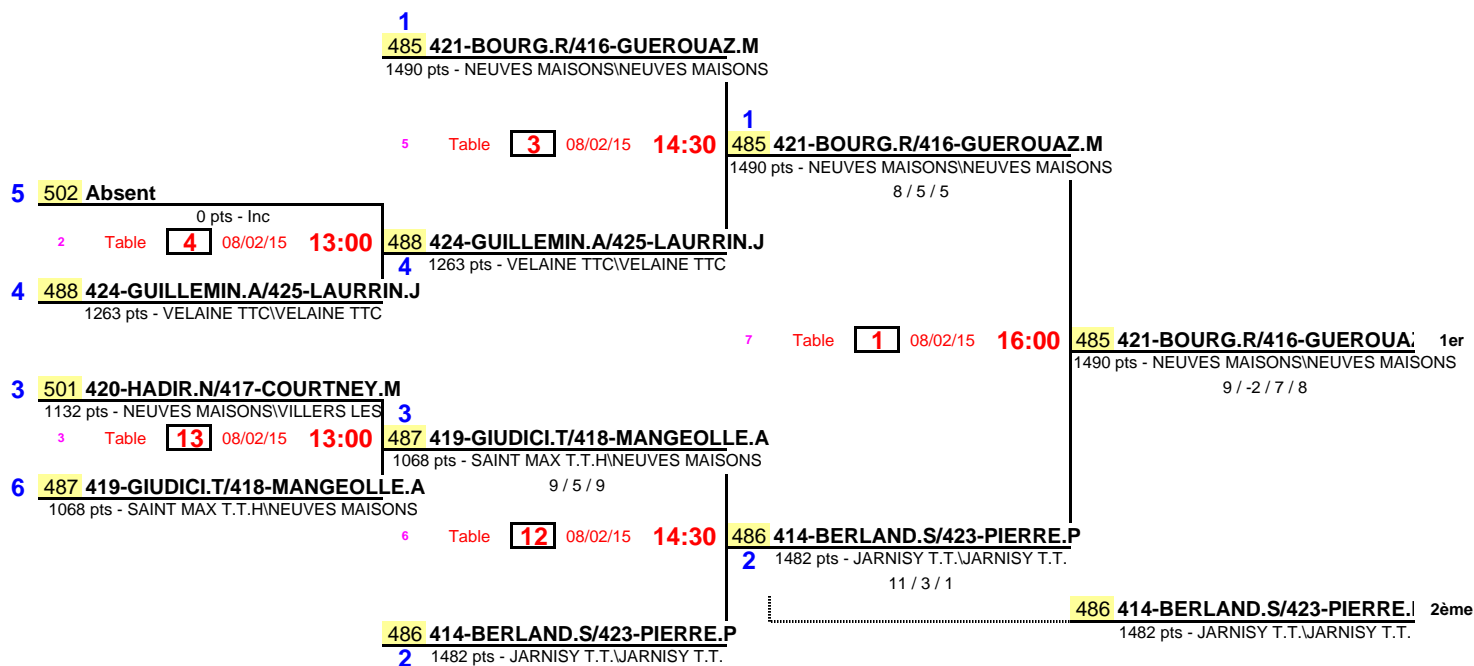 1
485 421-BOURG.R/416-GUEROUAZ.M
1490 pts - NEUVES MAISONS\NEUVES MAISONS
5 Table 3 08/02/15 14:30
1
485 421-BOURG.R/416-GUEROUAZ.M
1490 pts - NEUVES MAISONS\NEUVES MAISONS
8 / 5 / 5
5 502 Absent
0 pts - Inc
2 Table 4 08/02/15 13:00
488 424-GUILLEMIN.A/425-LAURRIN.J
4 1263 pts - VELAINE TTC\VELAINE TTC
4 488 424-GUILLEMIN.A/425-LAURRIN.J
1263 pts - VELAINE TTC\VELAINE TTC
7 Table 1 08/02/15 16:00
485 421-BOURG.R/416-GUEROUAZ 1er
1490 pts - NEUVES MAISONS\NEUVES MAISONS
9 / -2 / 7 / 8
3 501 420-HADIR.N/417-COURTNEY.M
1132 pts - NEUVES MAISONS\VILLERS LES
3 Table 13 08/02/15 13:00
3
487 419-GIUDICI.T/418-MANGEOLLE.A
1068 pts - SAINT MAX T.T.H\NEUVES MAISONS
9 / 5 / 9
6 487 419-GIUDICI.T/418-MANGEOLLE.A
1068 pts - SAINT MAX T.T.H\NEUVES MAISONS
6 Table 12 08/02/15 14:30
486 414-BERLAND.S/423-PIERRE.P
2 1482 pts - JARNISY T.T.\JARNISY T.T.
11 / 3 / 1
486 414-BERLAND.S/423-PIERRE. 2ème
1482 pts - JARNISY T.T.\JARNISY T.T.
486 414-BERLAND.S/423-PIERRE.P
2 1482 pts - JARNISY T.T.\JARNISY T.T.